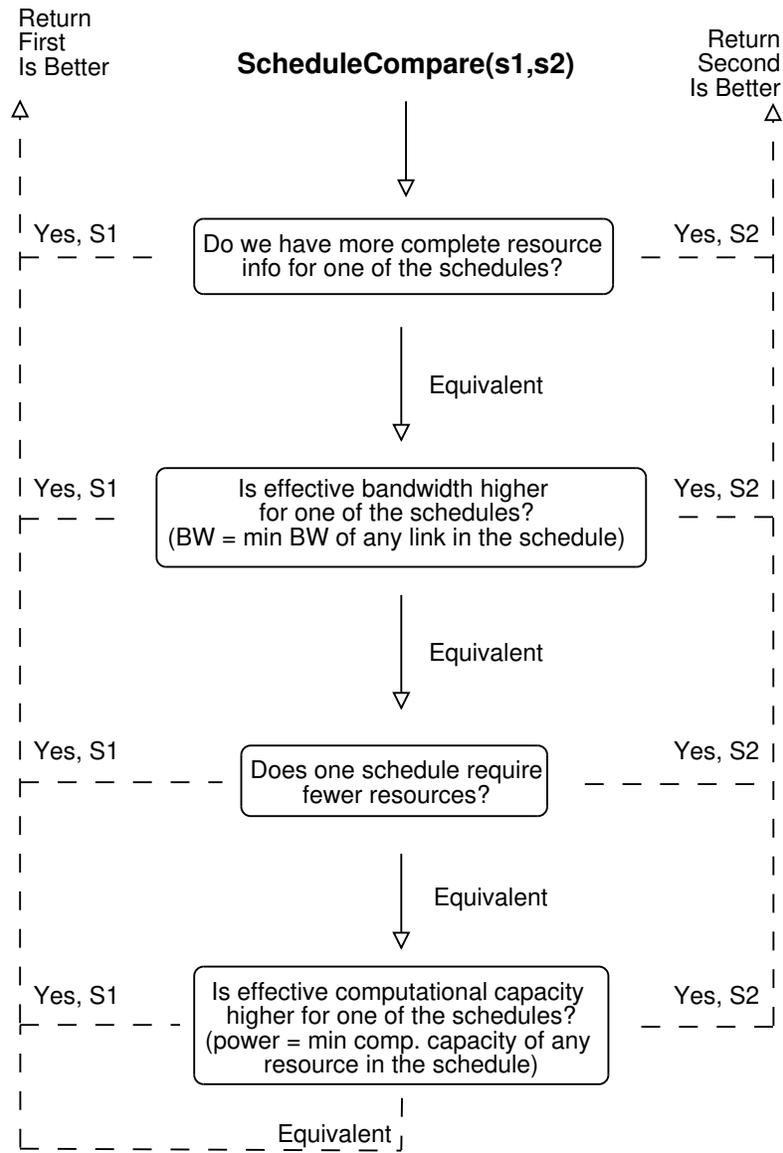 Return
First
Is Better
ScheduleCompare(s1,s2)
Return
Second
Is Better
Yes, S1
Do we have more complete resource
info for one of the schedules?
Yes, S2
Equivalent
Yes, S1
Is effective bandwidth higher
for one of the schedules?
(BW = min BW of any link in the schedule)
Yes, S2
Equivalent
Yes, S1
Does one schedule require
fewer resources?
Yes, S2
Equivalent
Yes, S1
Is effective computational capacity
higher for one of the schedules?
(power = min comp. capacity of any
resource in the schedule)
Yes, S2
Equivalent